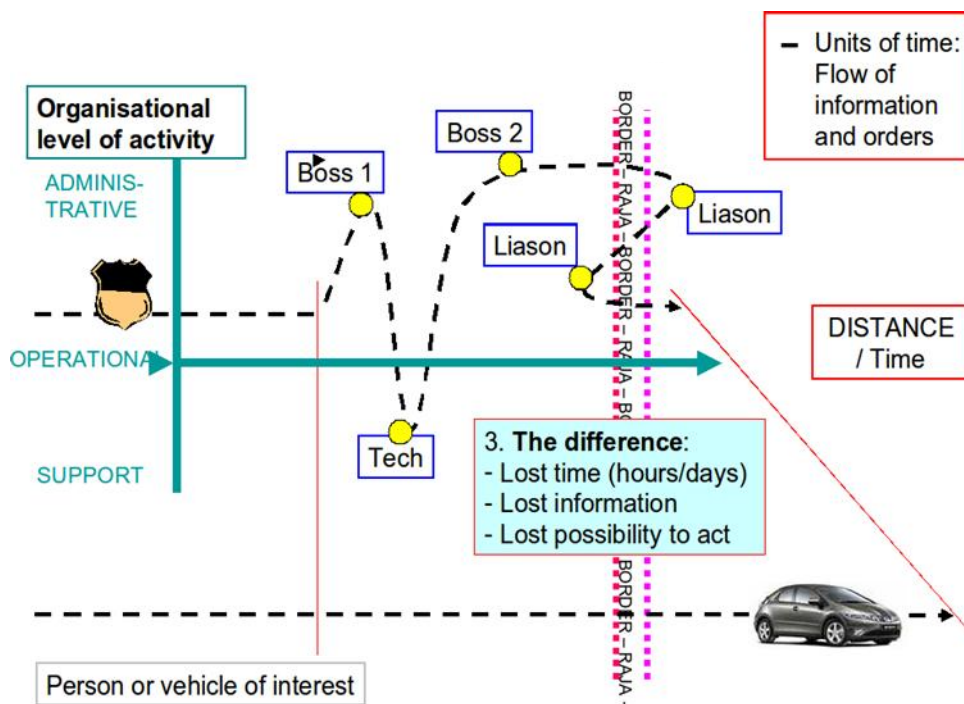 Units of time:
Flow of
information
and orders
Organisational
level of activity
ADMINIS-
TRATIVE
Boss 1
Boss 2
Liason
Liason
OPERATIONAL
DISTANCE
/ Time
Tech
SUPPORT
3. The difference:
- Lost time (hours/days)
- Lost information
- Lost possibility to act
BORDER – RAJA – BORDER – RAJA – BO
BORDER – RAJA -
Person or vehicle of interest